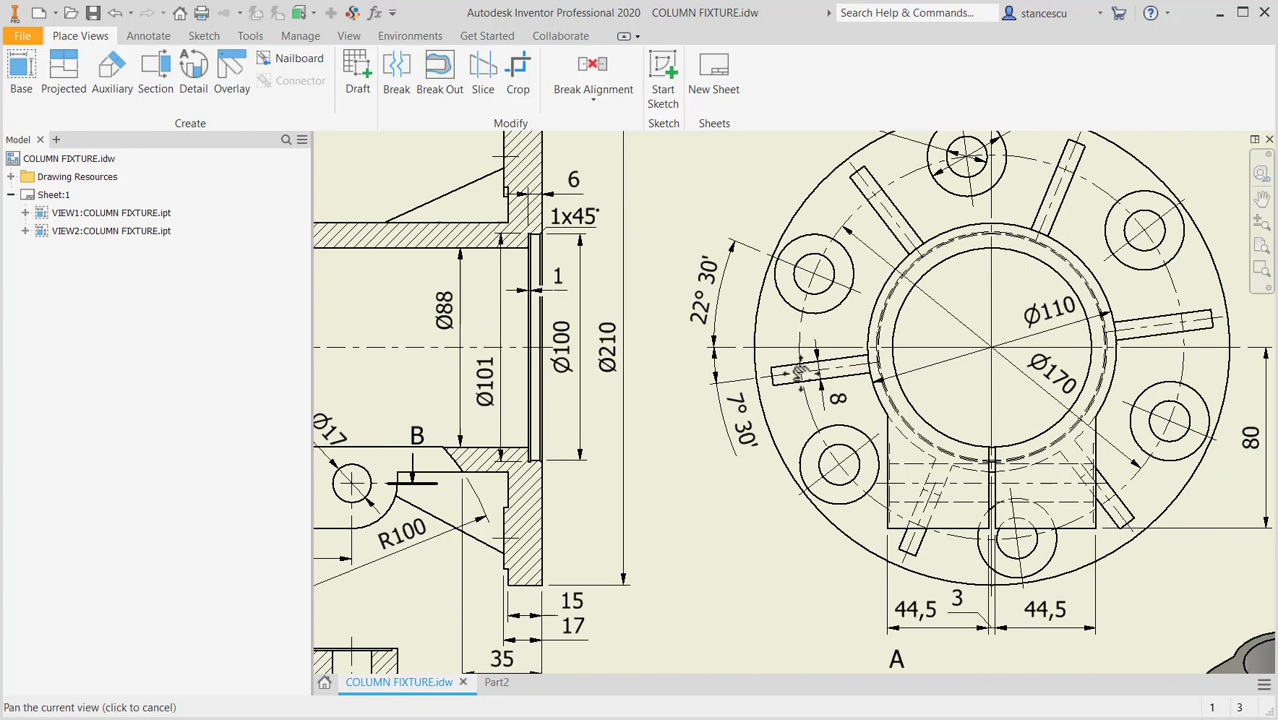 Autodesk Inventor Professional 2020 COLUMN FIXTURE.idw
Search Help & Commands...
stancescu
PRO
fx
File
Place Views
Annotate
Sketch
Tools
Manage
View
Environments
Get Started
Collaborate
Base
Projected
Auxiliary
Section
Detail
Overlay
Nailboard
Connector
Draft
Break
Break Out
Slice
Crop
Break Alignment
Start
Sketch
New Sheet
Create
Modify
Sketch
Sheets
Model
COLUMN FIXTURE.idw
Drawing Resources
Sheet:1
VIEW1:COLUMN FIXTURE.ipt
VIEW2:COLUMN FIXTURE.ipt
6
1x45°
1
Ø88
Ø101
Ø100
Ø210
Ø17
B
R100
15
17
35
22° 30'
7° 30'
8
Ø110
Ø170
80
44,5
3
44,5
A
COLUMN FIXTURE.idw
Part2
Pan the current view (click to cancel)
1
3